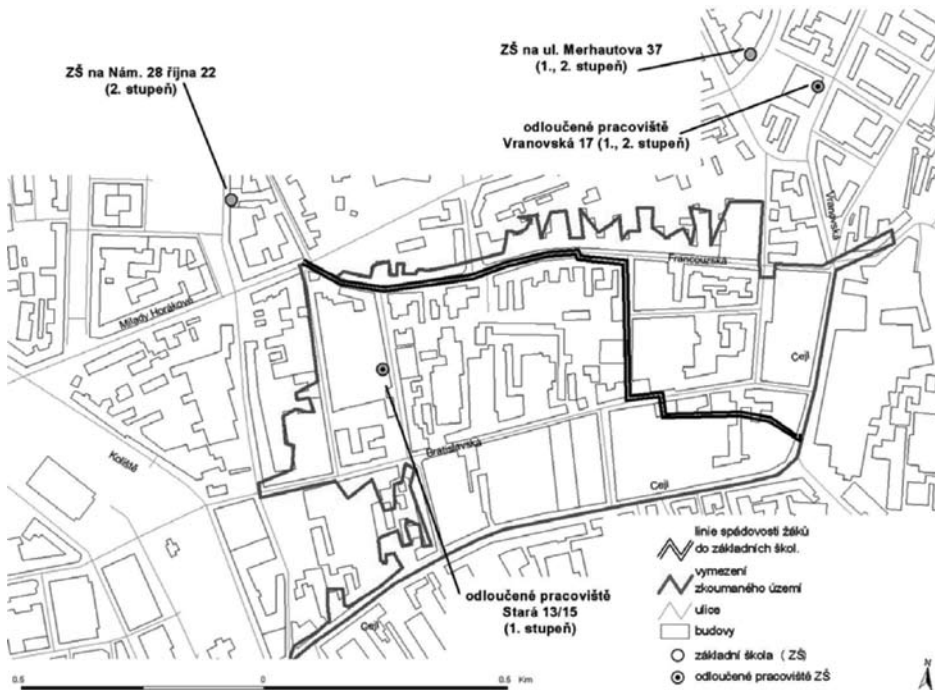 ZŠ na Nám. 28 října 22
(2. stupeň)
ZŠ na ul. Merhautova 37
(1., 2. stupeň)
odloučené pracoviště
Vranovská 17 (1., 2. stupeň)
Vranovská
Francouzská
Milady Horákové
Cejl
Koliště
Bratislavská
Cejl
Cejl
odloučené pracoviště
Stará 13/15
(1. stupeň)
linie spádovosti žáků
do základních škol.
vymezení
zkoumaného území
ulice
budovy
základní škola ( ZŠ)
odloučené pracoviště ZŠ
0.5 0 0.5 Km
N